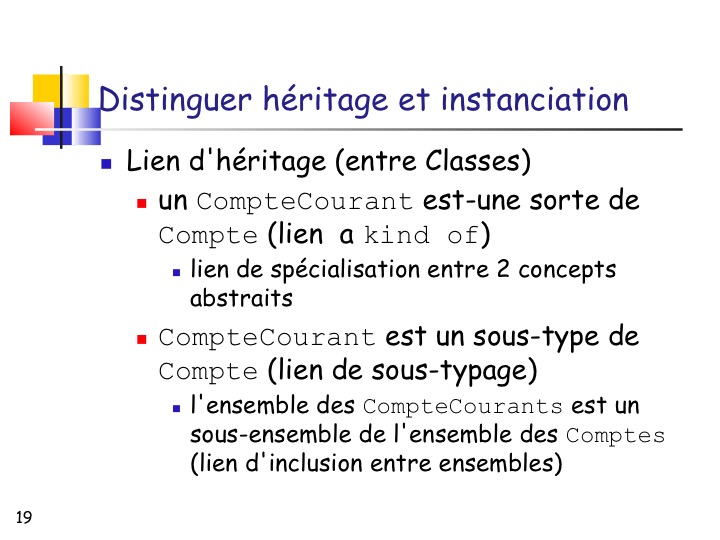 Distinguer héritage et instanciation
Lien d'héritage (entre Classes)
un CompteCourant est-une sorte de
Compte (lien a kind of)
lien de spécialisation entre 2 concepts
abstraits
CompteCourant est un sous-type de
Compte (lien de sous-typage)
l'ensemble des CompteCourants est un
sous-ensemble de l'ensemble des Comptes
(lien d'inclusion entre ensembles)
19